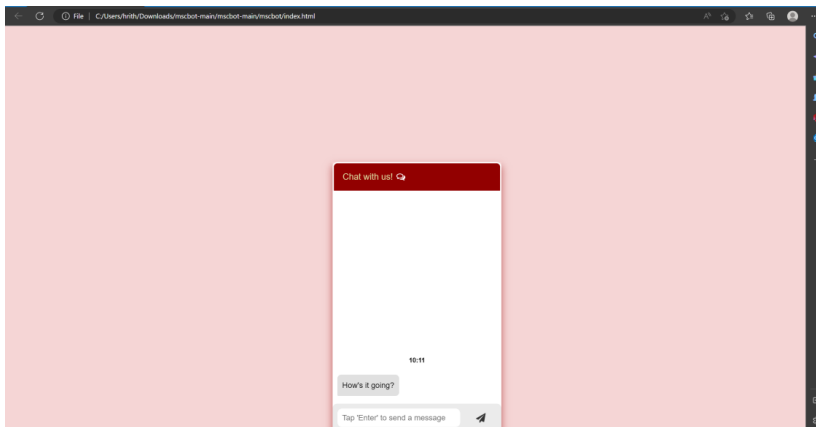 File | C:/Users/hrith/Downloads/mscbot-main/mscbot-main/mscbot/index.html
Chat with us!
10:11
How's it going?
Tap 'Enter' to send a message